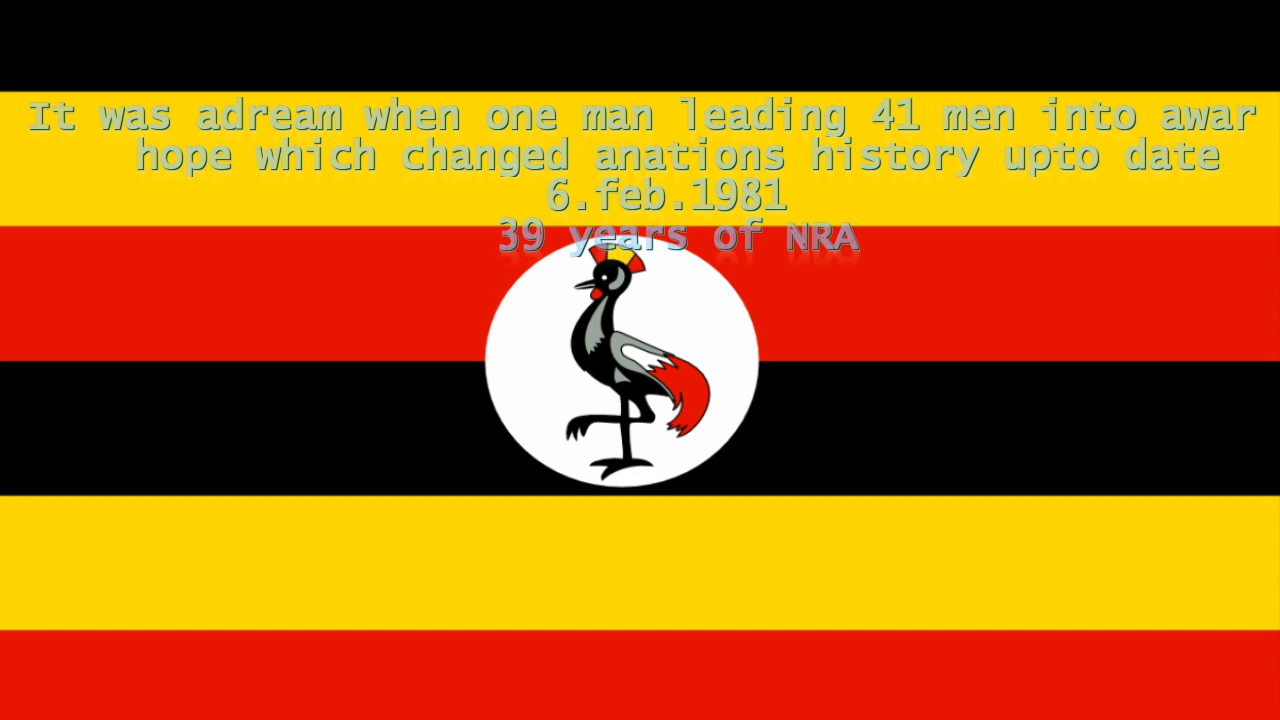 It was adream when one man leading 41 men into awar
hope which changed anations history upto date
6.feb.1981
39 years of NRA